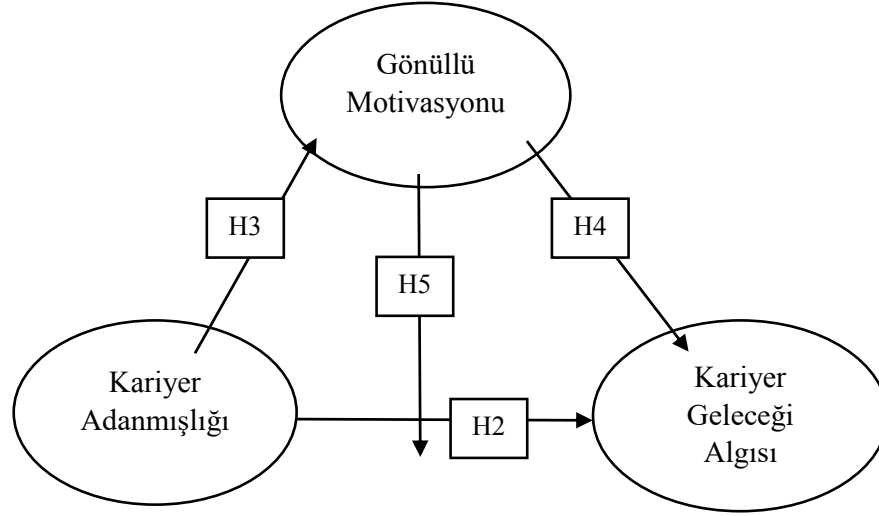 Gönüllü
Motivasyonu
H3
H4
H5
Kariyer
Adanmışlığı
H2
Kariyer
Geleceği
Algısı